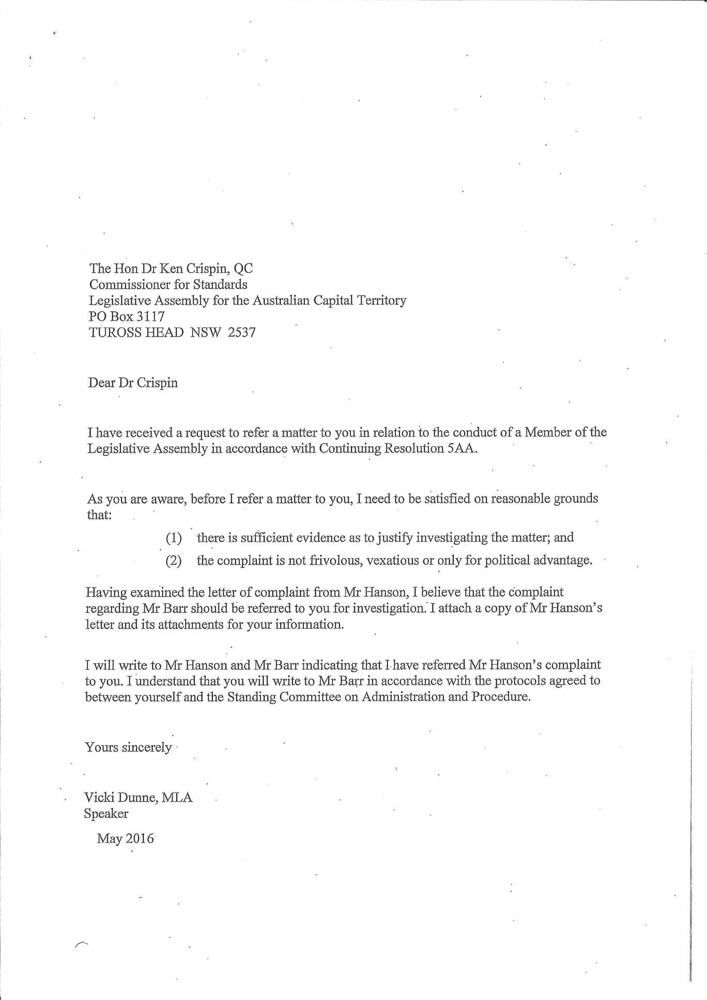 The Hon Dr Ken Crispin, QC
Commissioner for Standards
Legislative Assembly for the Australian Capital Territory
PO Box 3117
TUROSS HEAD NSW 2537
Dear Dr Crispin
I have received a request to refer a matter to you in relation to the conduct of a Member of the
Legislative Assembly in accordance with Continuing Resolution 5AA.
As you are aware, before I refer a matter to you, I need to be satisfied on reasonable grounds
that:
(1) there is sufficient evidence as to justify investigating the matter; and
(2) the complaint is not frivolous, vexatious or only for political advantage.
Having examined the letter of complaint from Mr Hanson, I believe that the complaint
regarding Mr Barr should be referred to you for investigation. I attach a copy of Mr Hanson's
letter and its attachments for your information.
I will write to Mr Hanson and Mr Barr indicating that I have referred Mr Hanson's complaint
to you. I understand that you will write to Mr Barr in accordance with the protocols agreed to
between yourself and the Standing Committee on Administration and Procedure.
Yours sincerely
Vicki Dunne, MLA
Speaker
May 2016